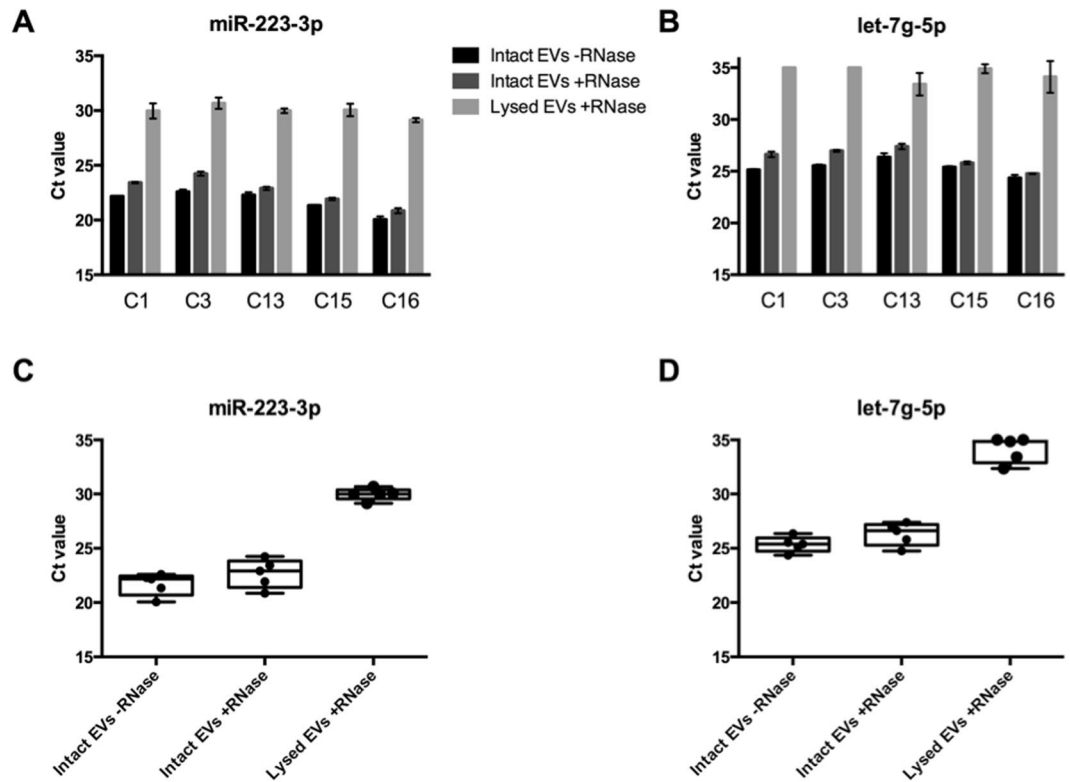 A
miR-223-3p
Ct value
35
30
25
20
15
C1 C3 C13 C15 C16
Intact EVs -RNase
Intact EVs +RNase
Lysed EVs +RNase
B
let-7g-5p
Ct value
35
30
25
20
15
C1 C3 C13 C15 C16
C
miR-223-3p
Ct value
35
30
25
20
15
Intact EVs -RNase
Intact EVs +RNase
Lysed EVs +RNase
D
let-7g-5p
Ct value
35
30
25
20
15
Intact EVs -RNase
Intact EVs +RNase
Lysed EVs +RNase